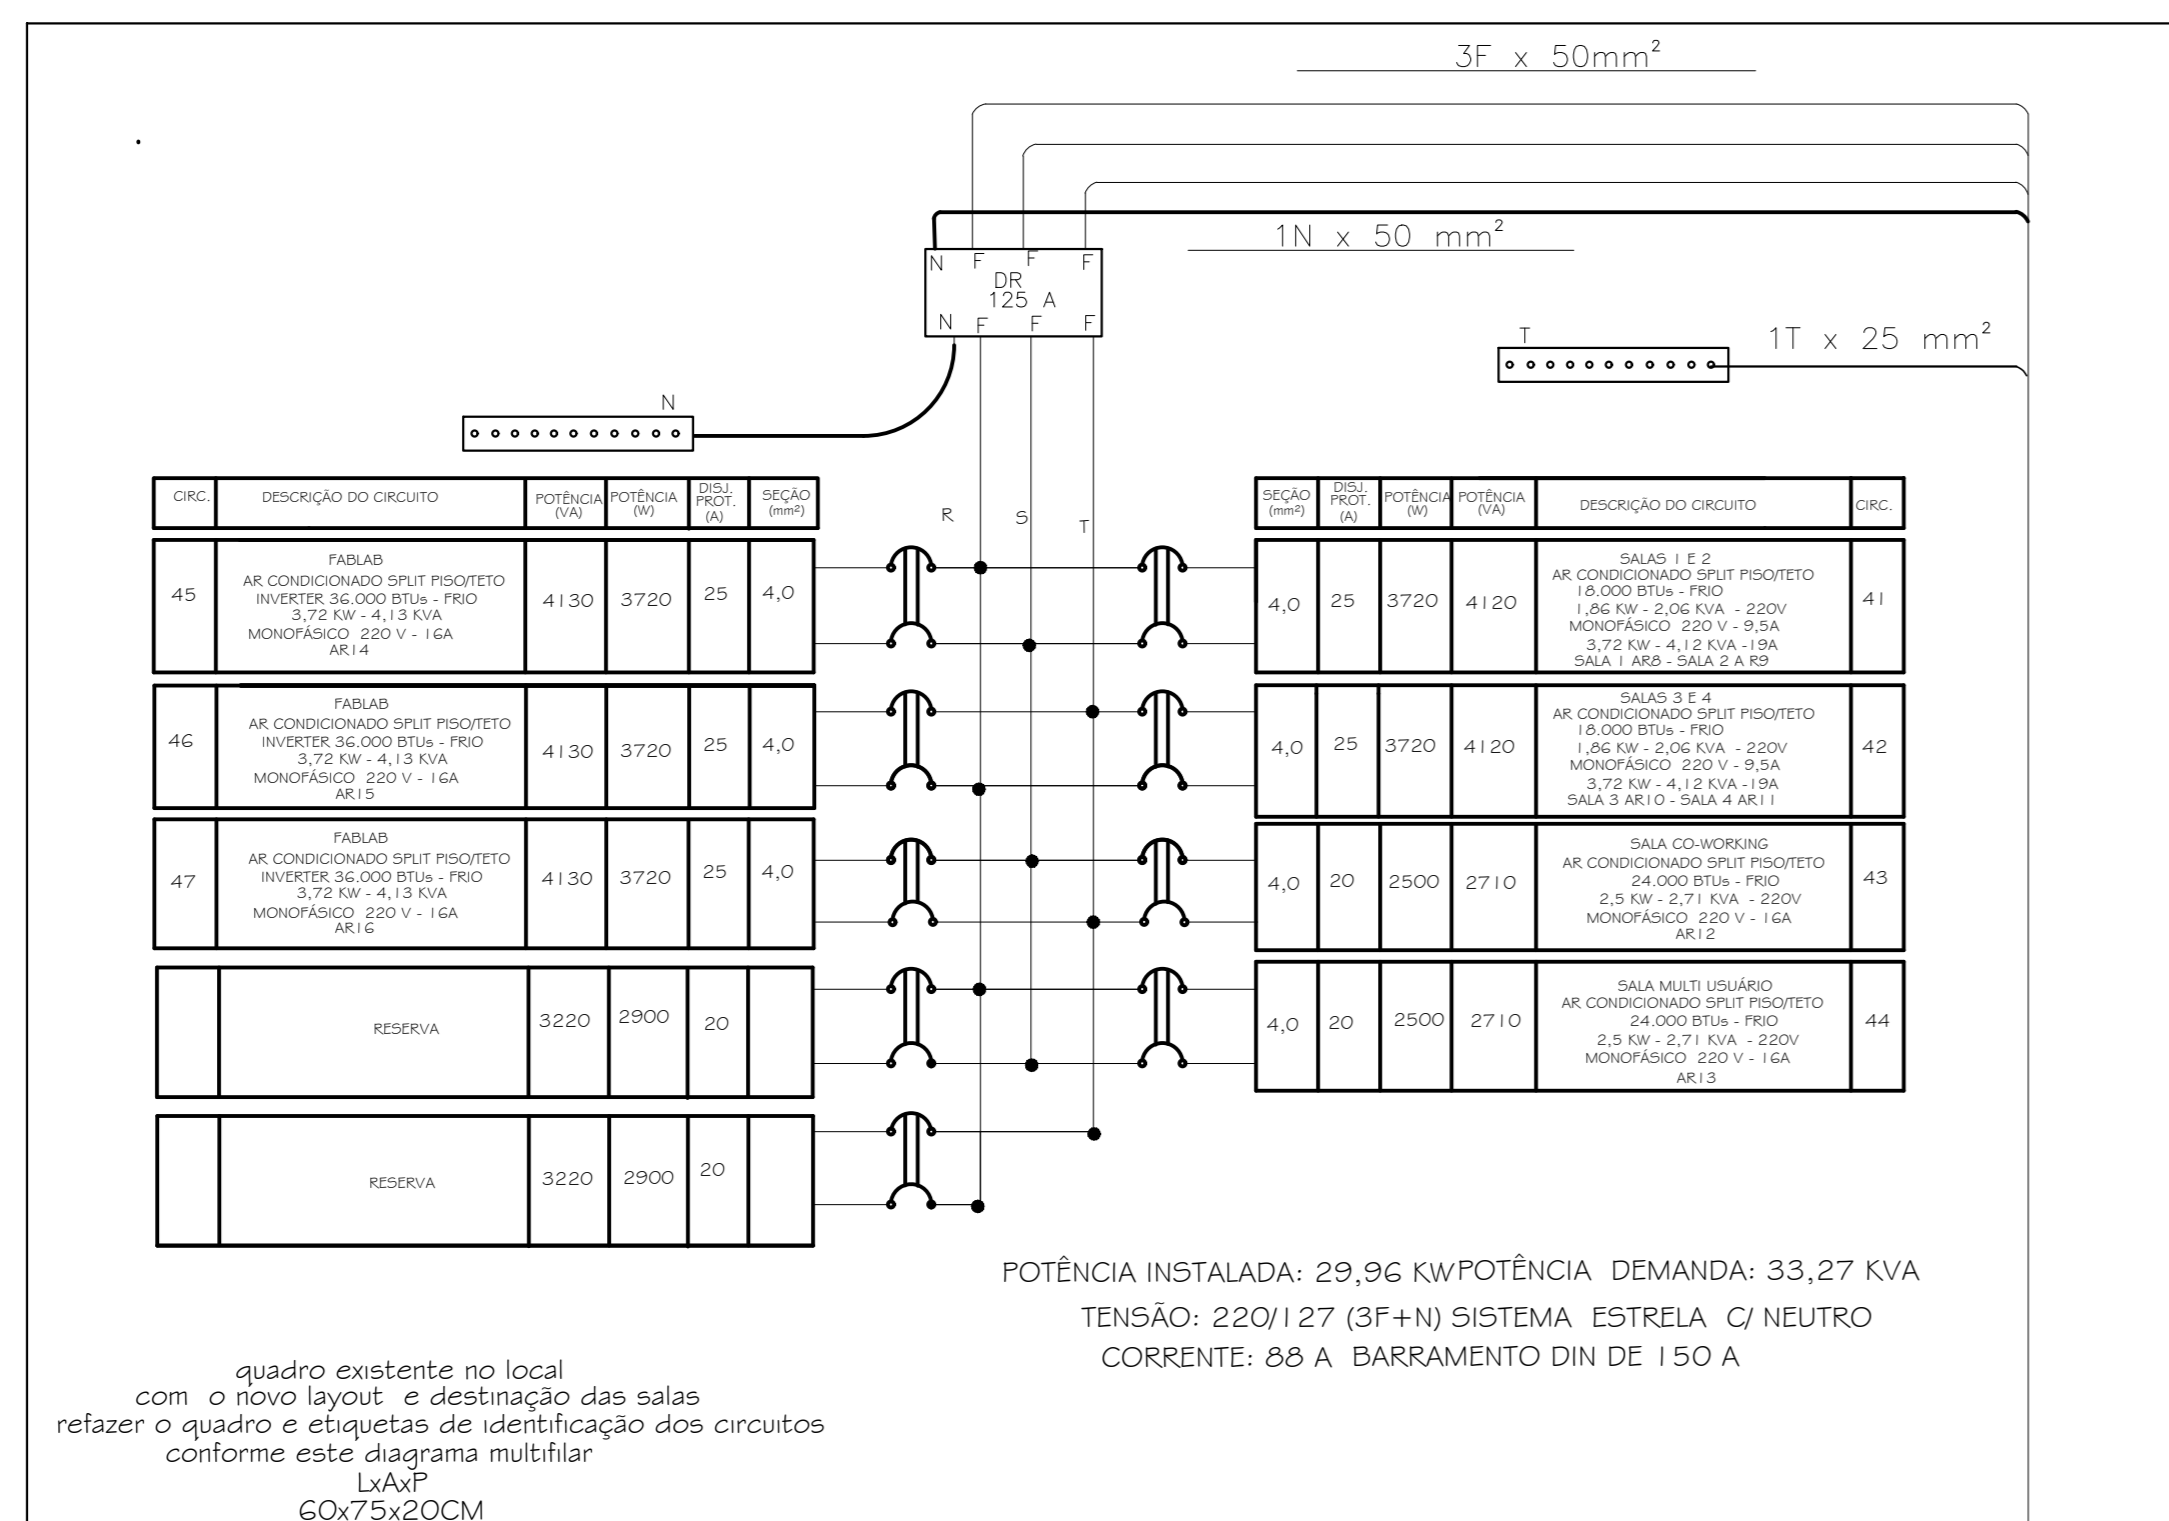 3F x 50mm²
1N x 50 mm²
N F F F
DR
125 A
N F F F
T
1T x 25 mm²
N
R S T
CIRC. DESCRIÇÃO DO CIRCUITO POTÊNCIA (VA) POTÊNCIA (W) DISJ. PROT. (A) SEÇÃO (mm²)
45
FABLAB
AR CONDICIONADO SPLIT PISO/TETO
INVERTER 36.000 BTUs - FRIO
3,72 KW - 4,13 KVA
MONOFÁSICO 220 V - 16A
AR14
4130 3720 25 4,0
46
FABLAB
AR CONDICIONADO SPLIT PISO/TETO
INVERTER 36.000 BTUs - FRIO
3,72 KW - 4,13 KVA
MONOFÁSICO 220 V - 16A
AR15
4130 3720 25 4,0
47
FABLAB
AR CONDICIONADO SPLIT PISO/TETO
INVERTER 36.000 BTUs - FRIO
3,72 KW - 4,13 KVA
MONOFÁSICO 220 V - 16A
AR16
4130 3720 25 4,0
RESERVA 3220 2900 20
RESERVA 3220 2900 20
SEÇÃO (mm²) DISJ. PROT. (A) POTÊNCIA (W) POTÊNCIA (VA) DESCRIÇÃO DO CIRCUITO CIRC.
4,0 25 3720 4120
SALAS 1 E 2
AR CONDICIONADO SPLIT PISO/TETO
18.000 BTUs - FRIO
1,86 KW - 2,06 KVA - 220V
MONOFÁSICO 220 V - 9,5A
3,72 KW - 4,12 KVA -19A
SALA 1 AR8 - SALA 2 A R9
41
4,0 25 3720 4120
SALAS 3 E 4
AR CONDICIONADO SPLIT PISO/TETO
18.000 BTUs - FRIO
1,86 KW - 2,06 KVA - 220V
MONOFÁSICO 220 V - 9,5A
3,72 KW - 4,12 KVA -19A
SALA 3 AR10 - SALA 4 AR11
42
4,0 20 2500 2710
SALA CO-WORKING
AR CONDICIONADO SPLIT PISO/TETO
24.000 BTUs - FRIO
2,5 KW - 2,71 KVA - 220V
MONOFÁSICO 220 V - 16A
AR12
43
4,0 20 2500 2710
SALA MULTI USUÁRIO
AR CONDICIONADO SPLIT PISO/TETO
24.000 BTUs - FRIO
2,5 KW - 2,71 KVA - 220V
MONOFÁSICO 220 V - 16A
AR13
44
POTÊNCIA INSTALADA: 29,96 KW POTÊNCIA DEMANDA: 33,27 KVA
TENSÃO: 220/127 (3F+N) SISTEMA ESTRELA C/ NEUTRO
CORRENTE: 88 A BARRAMENTO DIN DE 150 A
quadro existente no local
com o novo layout e destinação das salas
refazer o quadro e etiquetas de identificação dos circuitos
conforme este diagrama multifilar
LxAxP
60x75x20CM